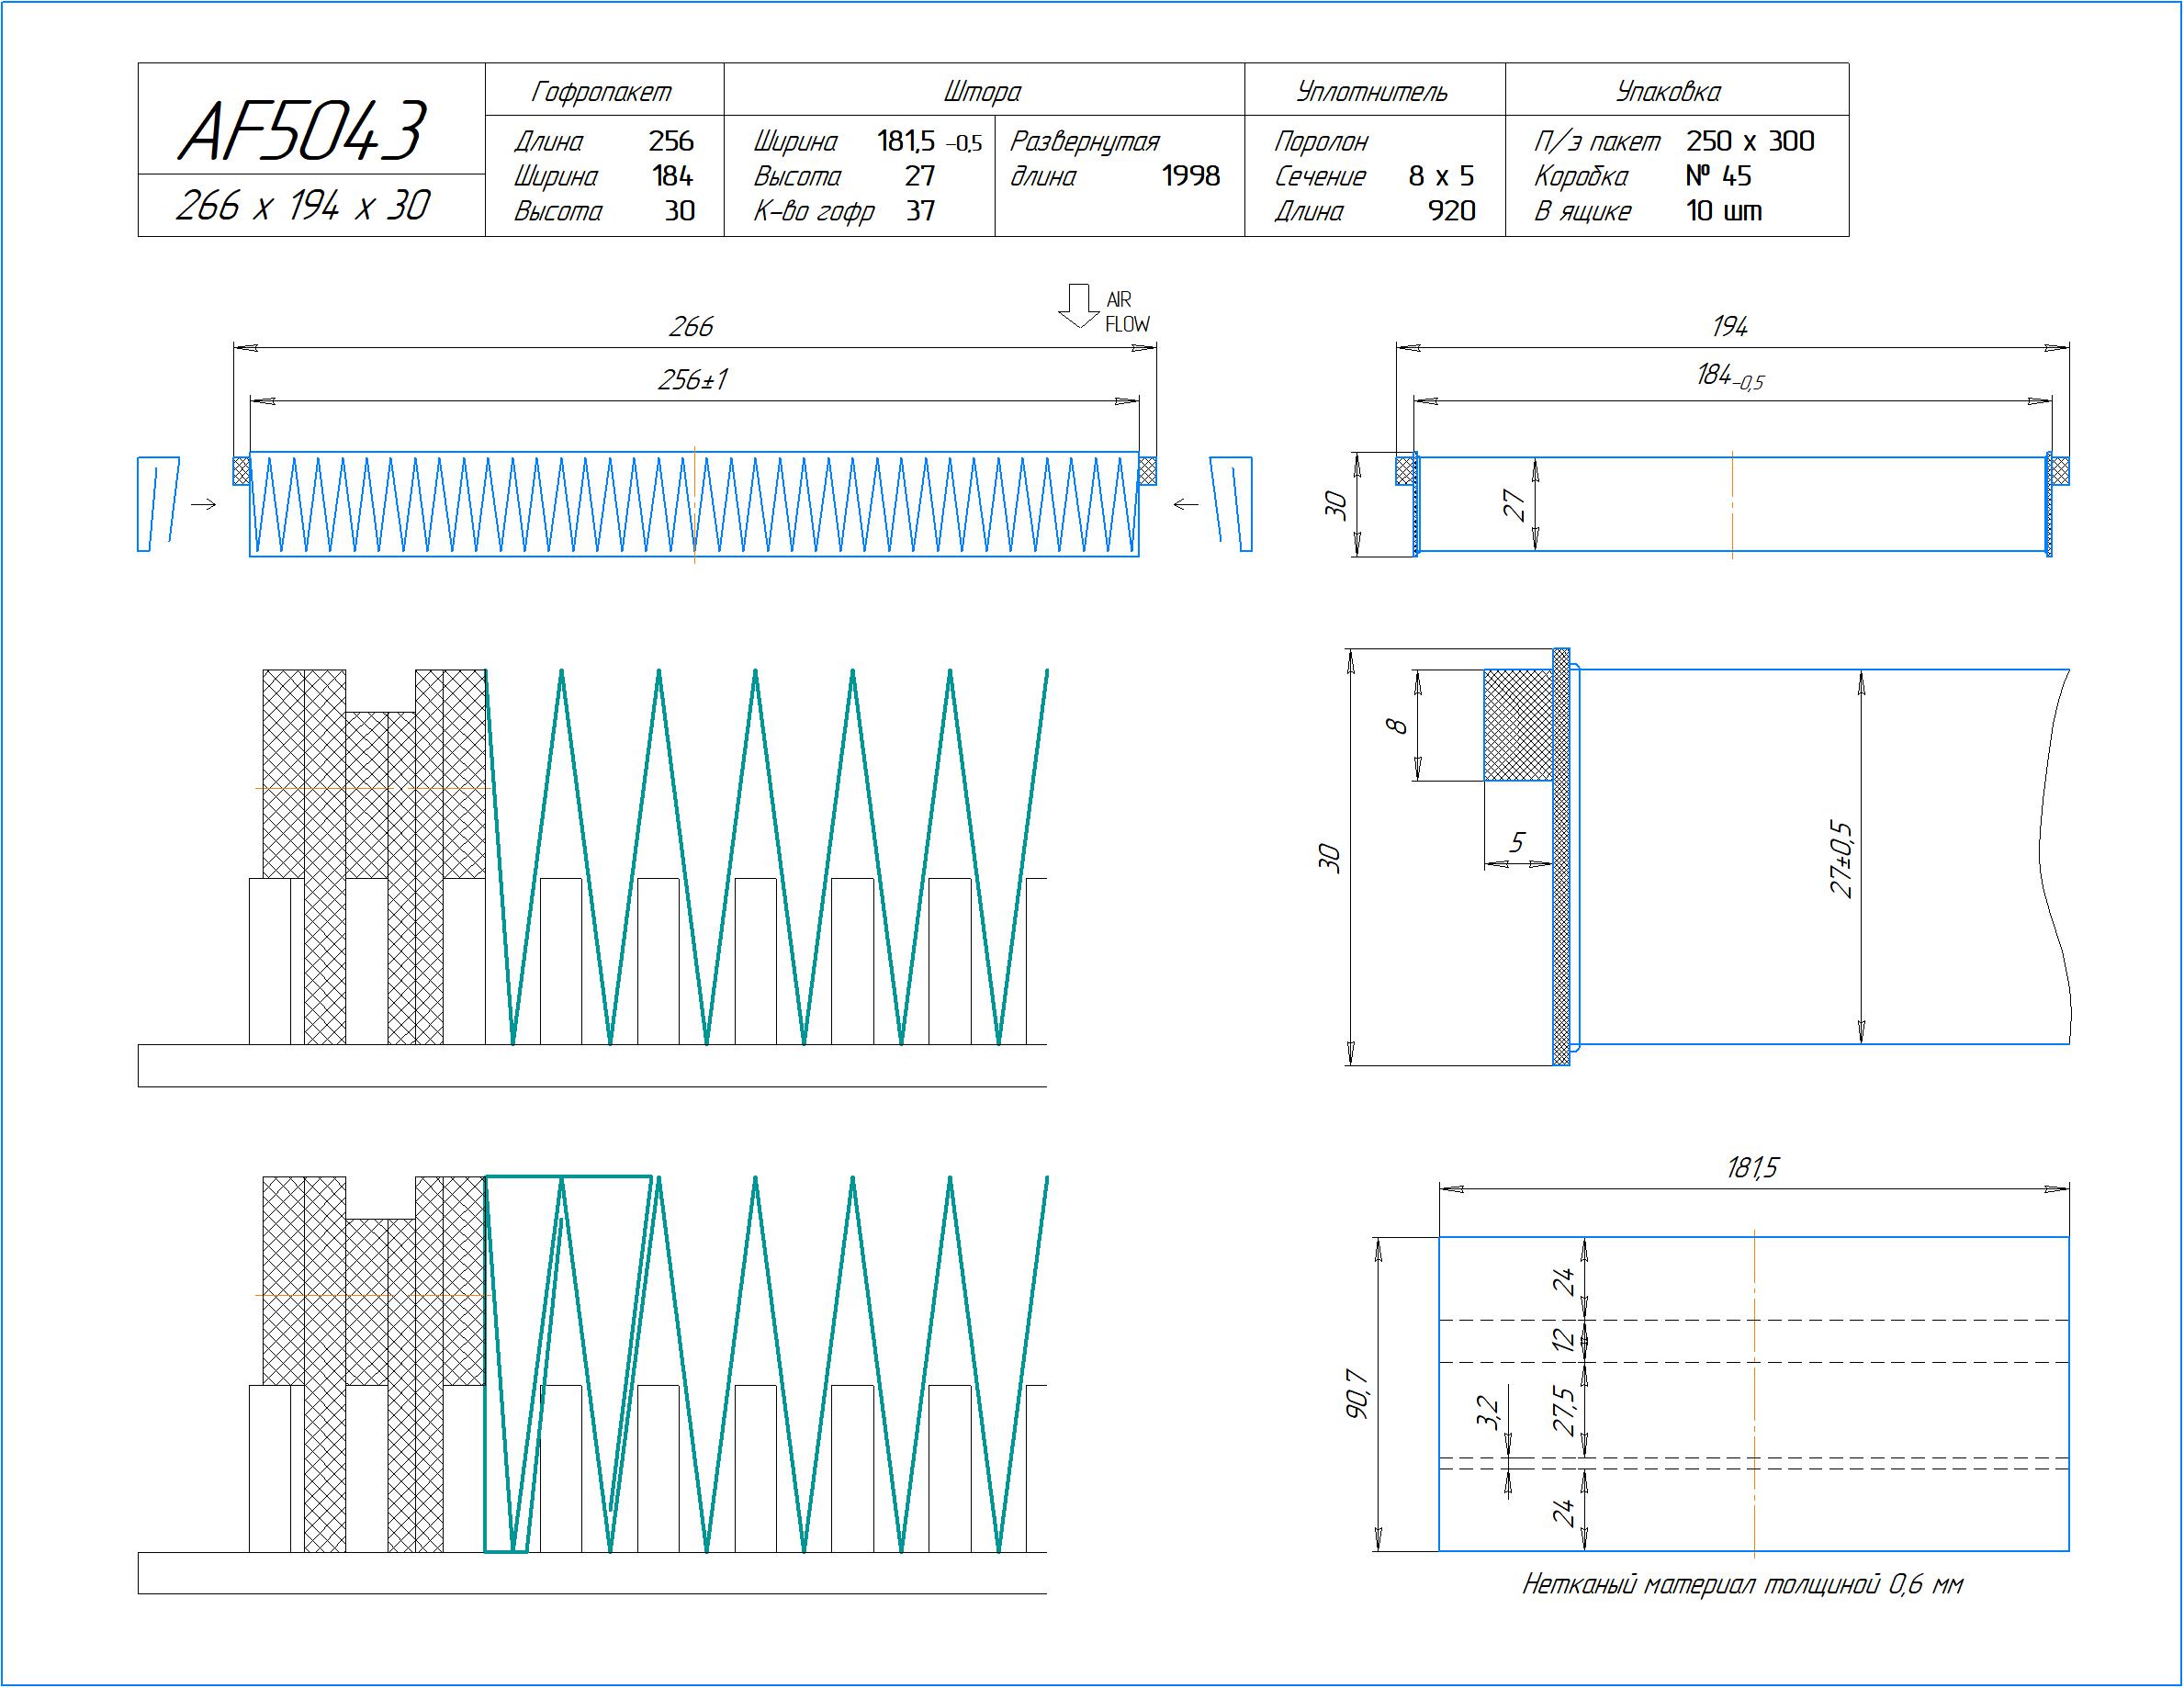 AF5043
266 x 194 x 30
Гофропакет
Длина 256
Ширина 184
Высота 30
Штора
Ширина 181,5 -0,5
Высота 27
К-во гофр 37
Развернутая
длина 1998
Уплотнитель
Поролон
Сечение 8 x 5
Длина 920
Упаковка
П/э пакет 250 x 300
Коробка № 45
В ящике 10 шт
AIR
FLOW
266
256±1
194
184-0,5
30
27
8
5
30
27±0,5
181,5
24
12
27,5
3,2
24
90,7
Нетканый материал толщиной 0,6 мм